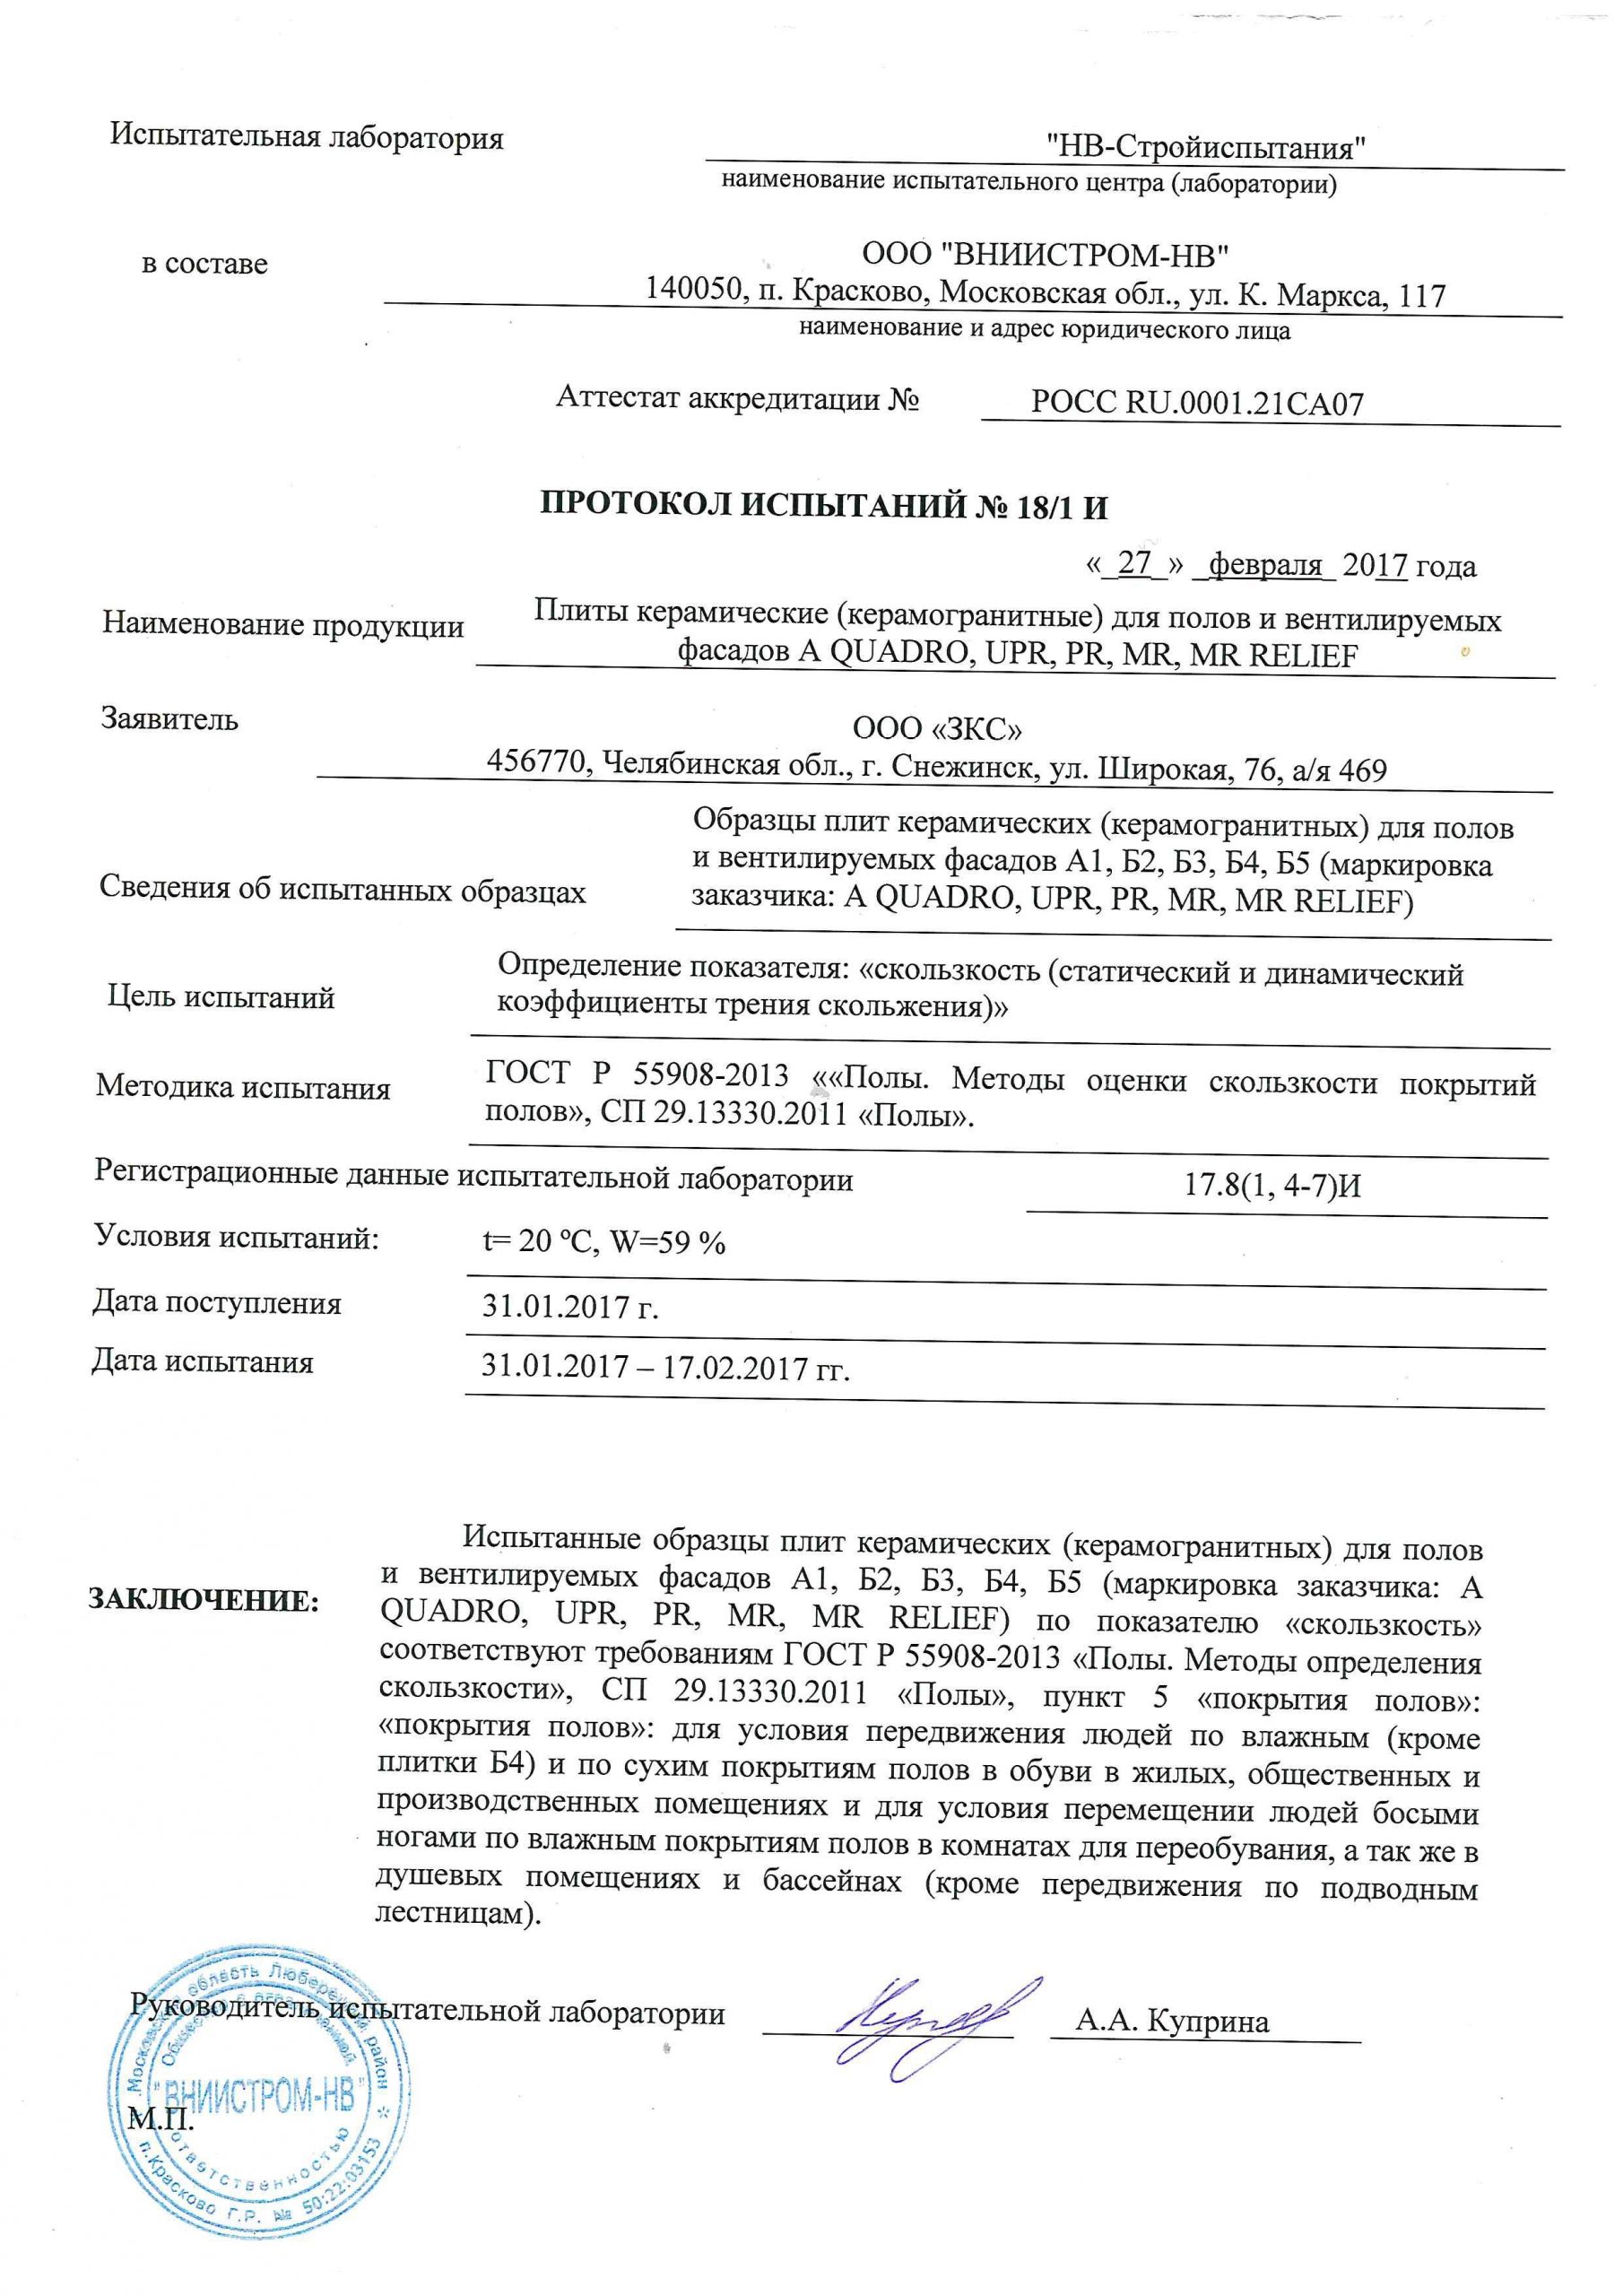 Испытательная лаборатория
"НВ-Стройиспытания"
наименование испытательного центра (лаборатории)
в составе
ООО "ВНИИСТРОМ-НВ"
140050, п. Красково, Московская обл., ул. К. Маркса, 117
наименование и адрес юридического лица
Аттестат аккредитации № РОСС RU.0001.21СА07
ПРОТОКОЛ ИСПЫТАНИЙ № 18/1 И
«_27_» _февраля_ 2017 года
Наименование продукции
Плиты керамические (керамогранитные) для полов и вентилируемых
фасадов A QUADRO, UPR, PR, MR, MR RELIEF
Заявитель
ООО «ЗКС»
456770, Челябинская обл., г. Снежинск, ул. Широкая, 76, а/я 469
Сведения об испытанных образцах
Образцы плит керамических (керамогранитных) для полов
и вентилируемых фасадов А1, Б2, Б3, Б4, Б5 (маркировка
заказчика: A QUADRO, UPR, PR, MR, MR RELIEF)
Цель испытаний
Определение показателя: «скользкость (статический и динамический
коэффициенты трения скольжения)»
Методика испытания
ГОСТ Р 55908-2013 ««Полы. Методы оценки скользкости покрытий
полов», СП 29.13330.2011 «Полы».
Регистрационные данные испытательной лаборатории 17.8(1, 4-7)И
Условия испытаний: t= 20 ºС, W=59 %
Дата поступления 31.01.2017 г.
Дата испытания 31.01.2017 – 17.02.2017 гг.
ЗАКЛЮЧЕНИЕ:
Испытанные образцы плит керамических (керамогранитных) для полов
и вентилируемых фасадов А1, Б2, Б3, Б4, Б5 (маркировка заказчика: A
QUADRO, UPR, PR, MR, MR RELIEF) по показателю «скользкость»
соответствуют требованиям ГОСТ Р 55908-2013 «Полы. Методы определения
скользкости», СП 29.13330.2011 «Полы», пункт 5 «покрытия полов»:
«покрытия полов»: для условия передвижения людей по влажным (кроме
плитки Б4) и по сухим покрытиям полов в обуви в жилых, общественных и
производственных помещениях и для условия перемещении людей босыми
ногами по влажным покрытиям полов в комнатах для переобувания, а так же в
душевых помещениях и бассейнах (кроме передвижения по подводным
лестницам).
Руководитель испытательной лаборатории А.А. Куприна
М.П.
Московская область Люберецкий район
п.Красково Г.Р. № 50:22:03153
Общество с ограниченной
ответственностью
"ВНИИСТРОМ-НВ"